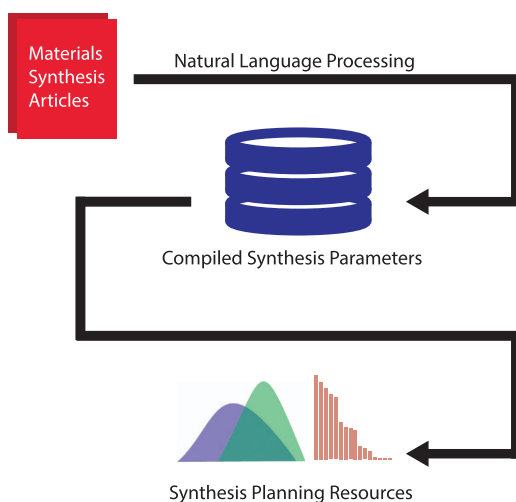 Materials
Synthesis
Articles
Natural Language Processing
Compiled Synthesis Parameters
Synthesis Planning Resources